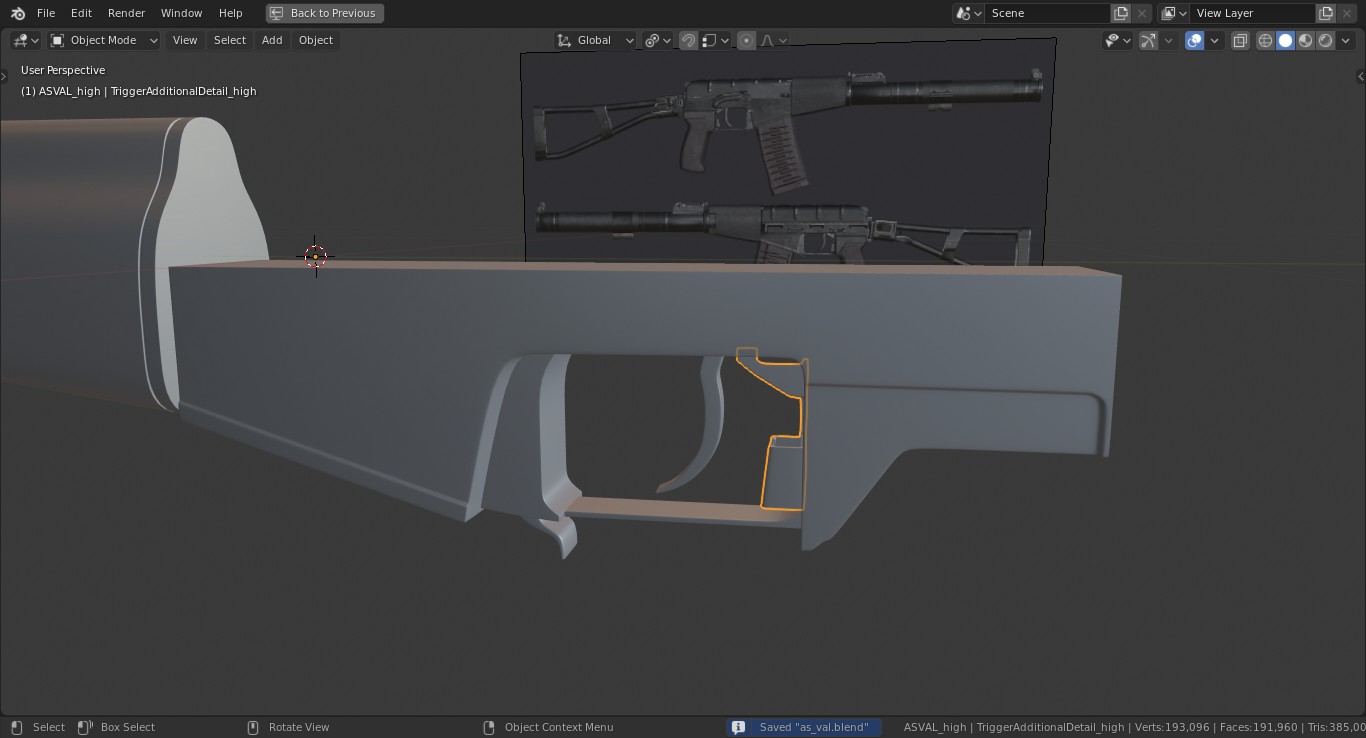 File Edit Render Window Help Back to Previous Scene View Layer
Object Mode View Select Add Object Global
User Perspective
(1) ASVAL_high | TriggerAdditionalDetail_high
Select Box Select Rotate View Object Context Menu Saved "as_val.blend" ASVAL_high | TriggerAdditionalDetail_high | Verts:193,096 | Faces:191,960 | Tris:385,00